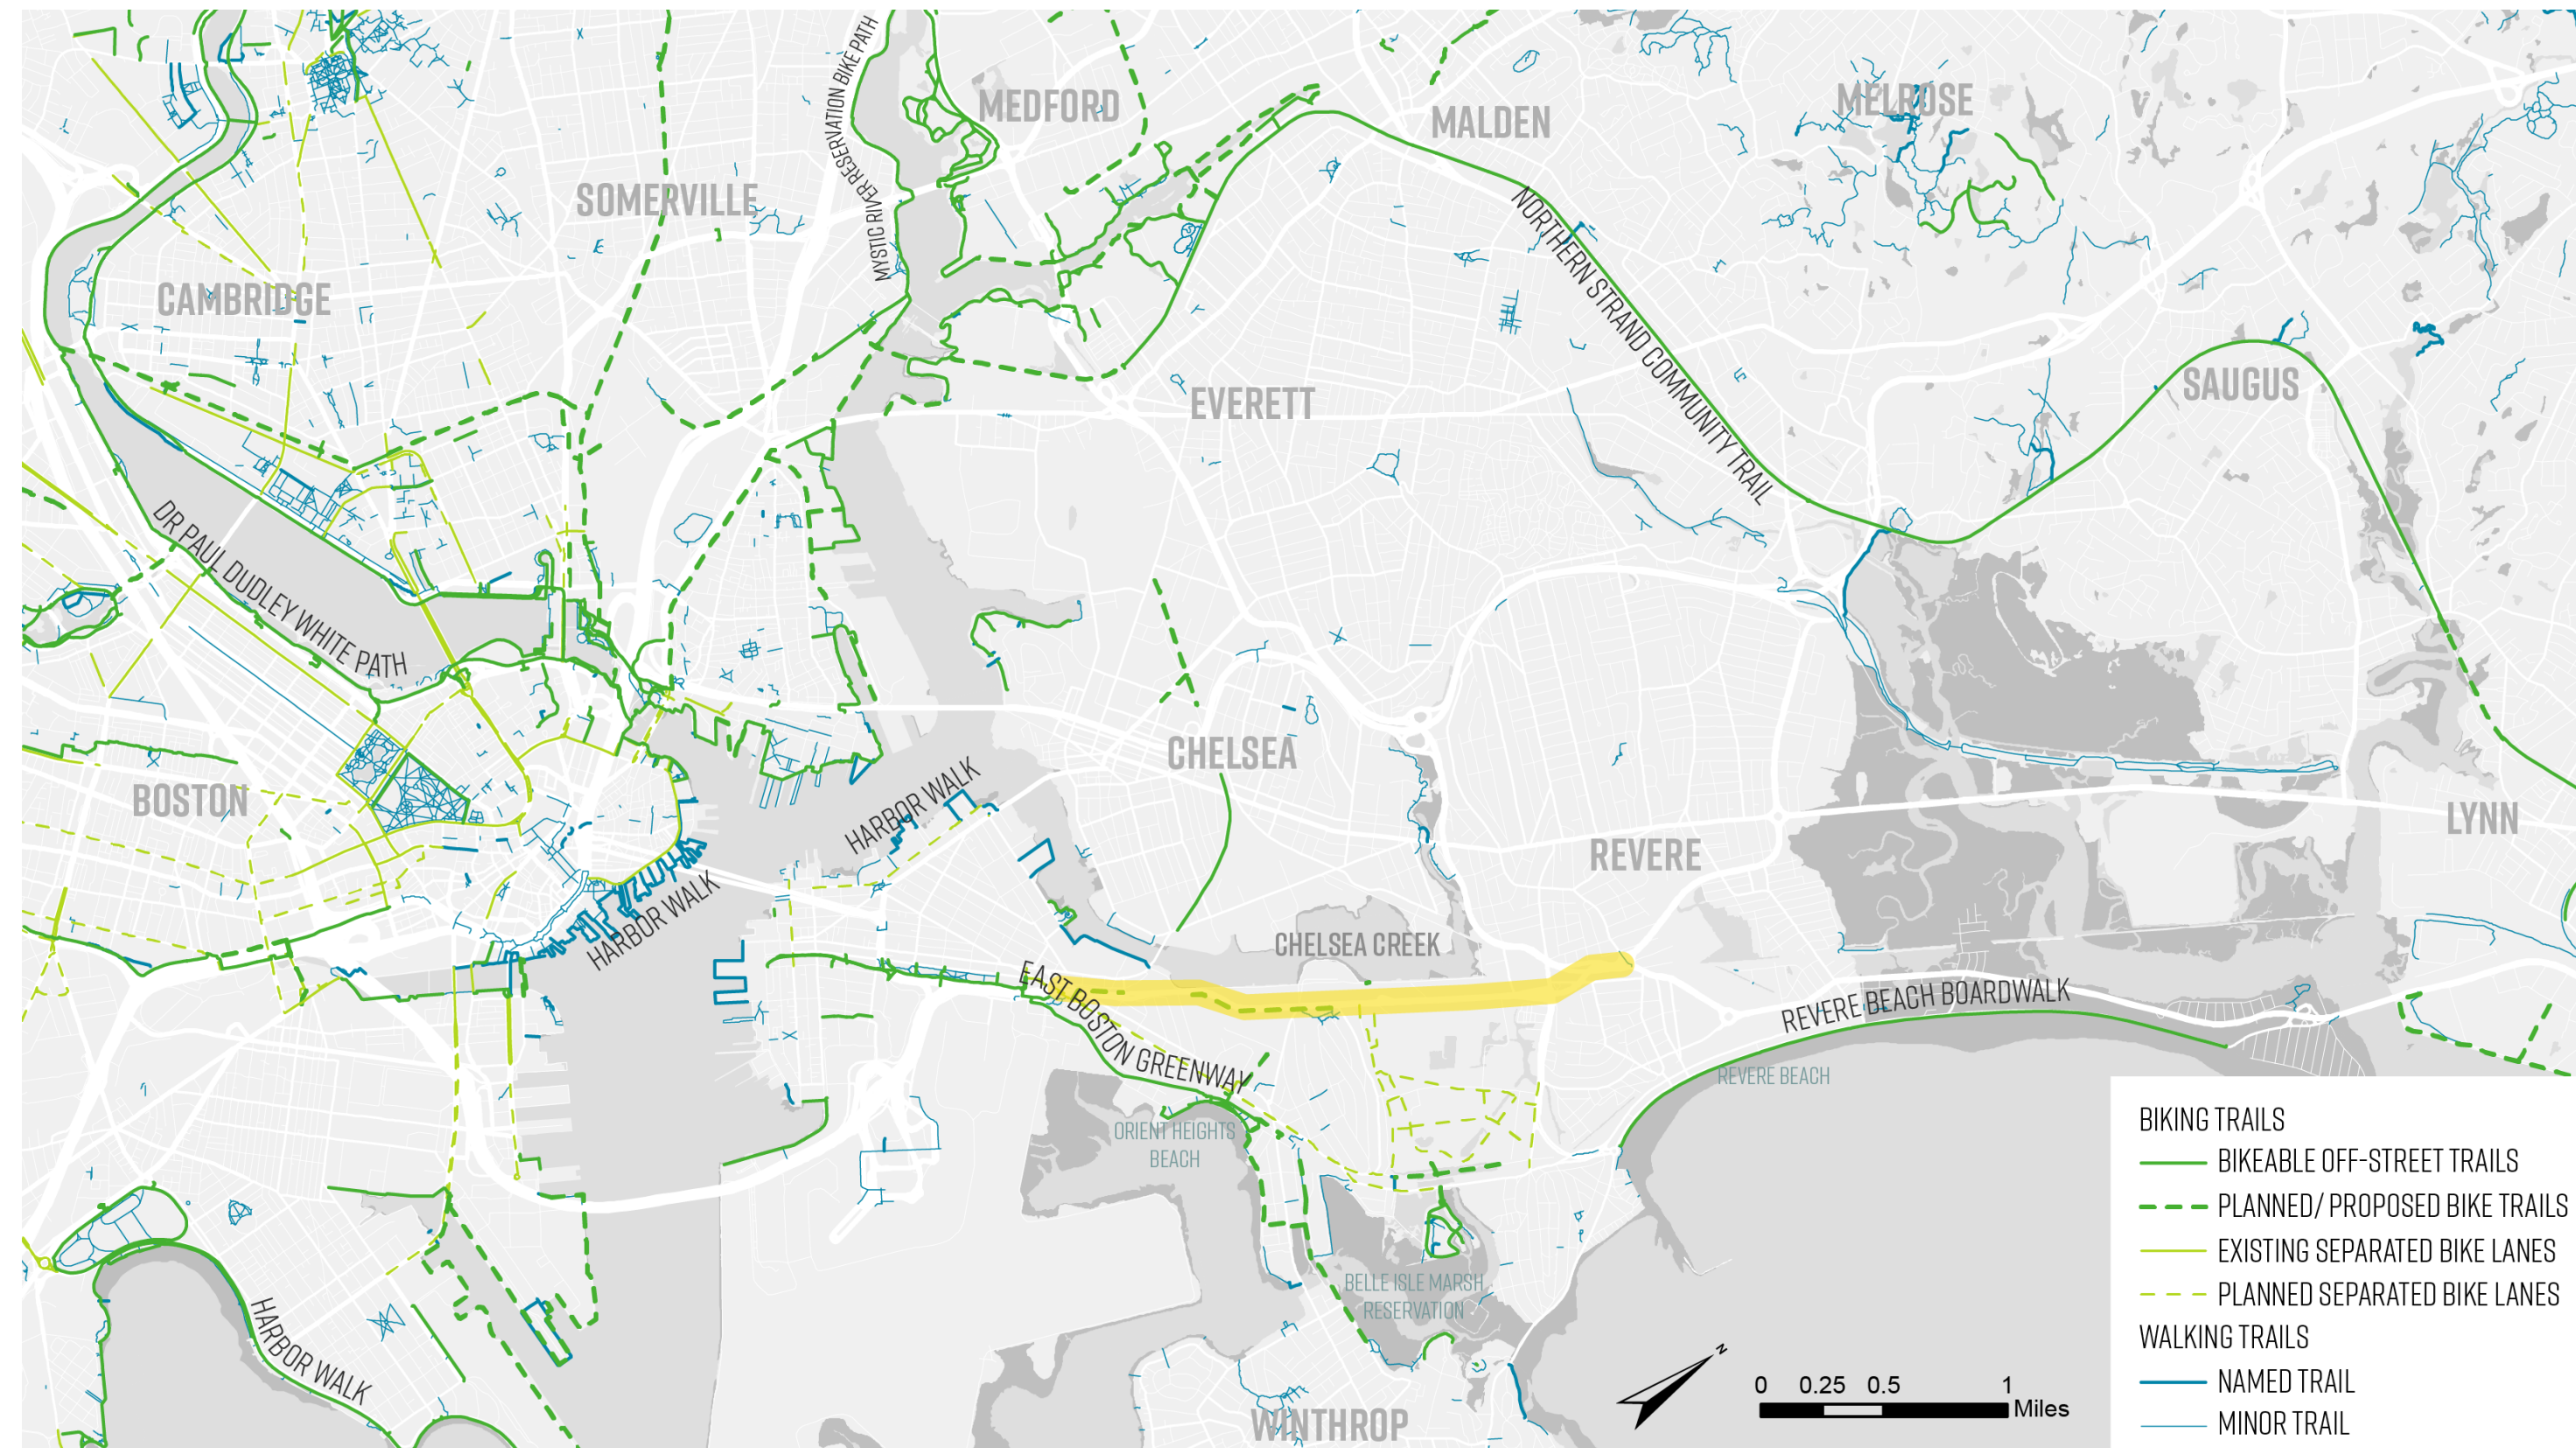 MYSTIC RIVER RESERVATION BIKE PATH
MEDFORD
MALDEN
MELROSE
SOMERVILLE
NORTHERN STRAND COMMUNITY TRAIL
CAMBRIDGE
EVERETT
SAUGUS
DR PAUL DUDLEY WHITE PATH
BOSTON
CHELSEA
HARBOR WALK
LYNN
REVERE
HARBOR WALK
CHELSEA CREEK
EAST BOSTON GREENWAY
REVERE BEACH BOARDWALK
REVERE BEACH
ORIENT HEIGHTS
BEACH
BELLE ISLE MARSH
RESERVATION
HARBOR WALK
WINTHROP
N
0 0.25 0.5 1
Miles
BIKING TRAILS
BIKEABLE OFF-STREET TRAILS
PLANNED/ PROPOSED BIKE TRAILS
EXISTING SEPARATED BIKE LANES
PLANNED SEPARATED BIKE LANES
WALKING TRAILS
NAMED TRAIL
MINOR TRAIL